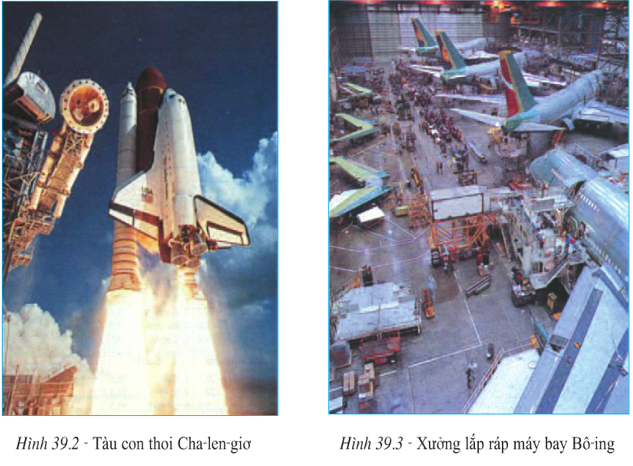 USA
Hình 39.2 - Tàu con thoi Cha-len-giơ
Hình 39.3 - Xưởng lắp ráp máy bay Bô-ing